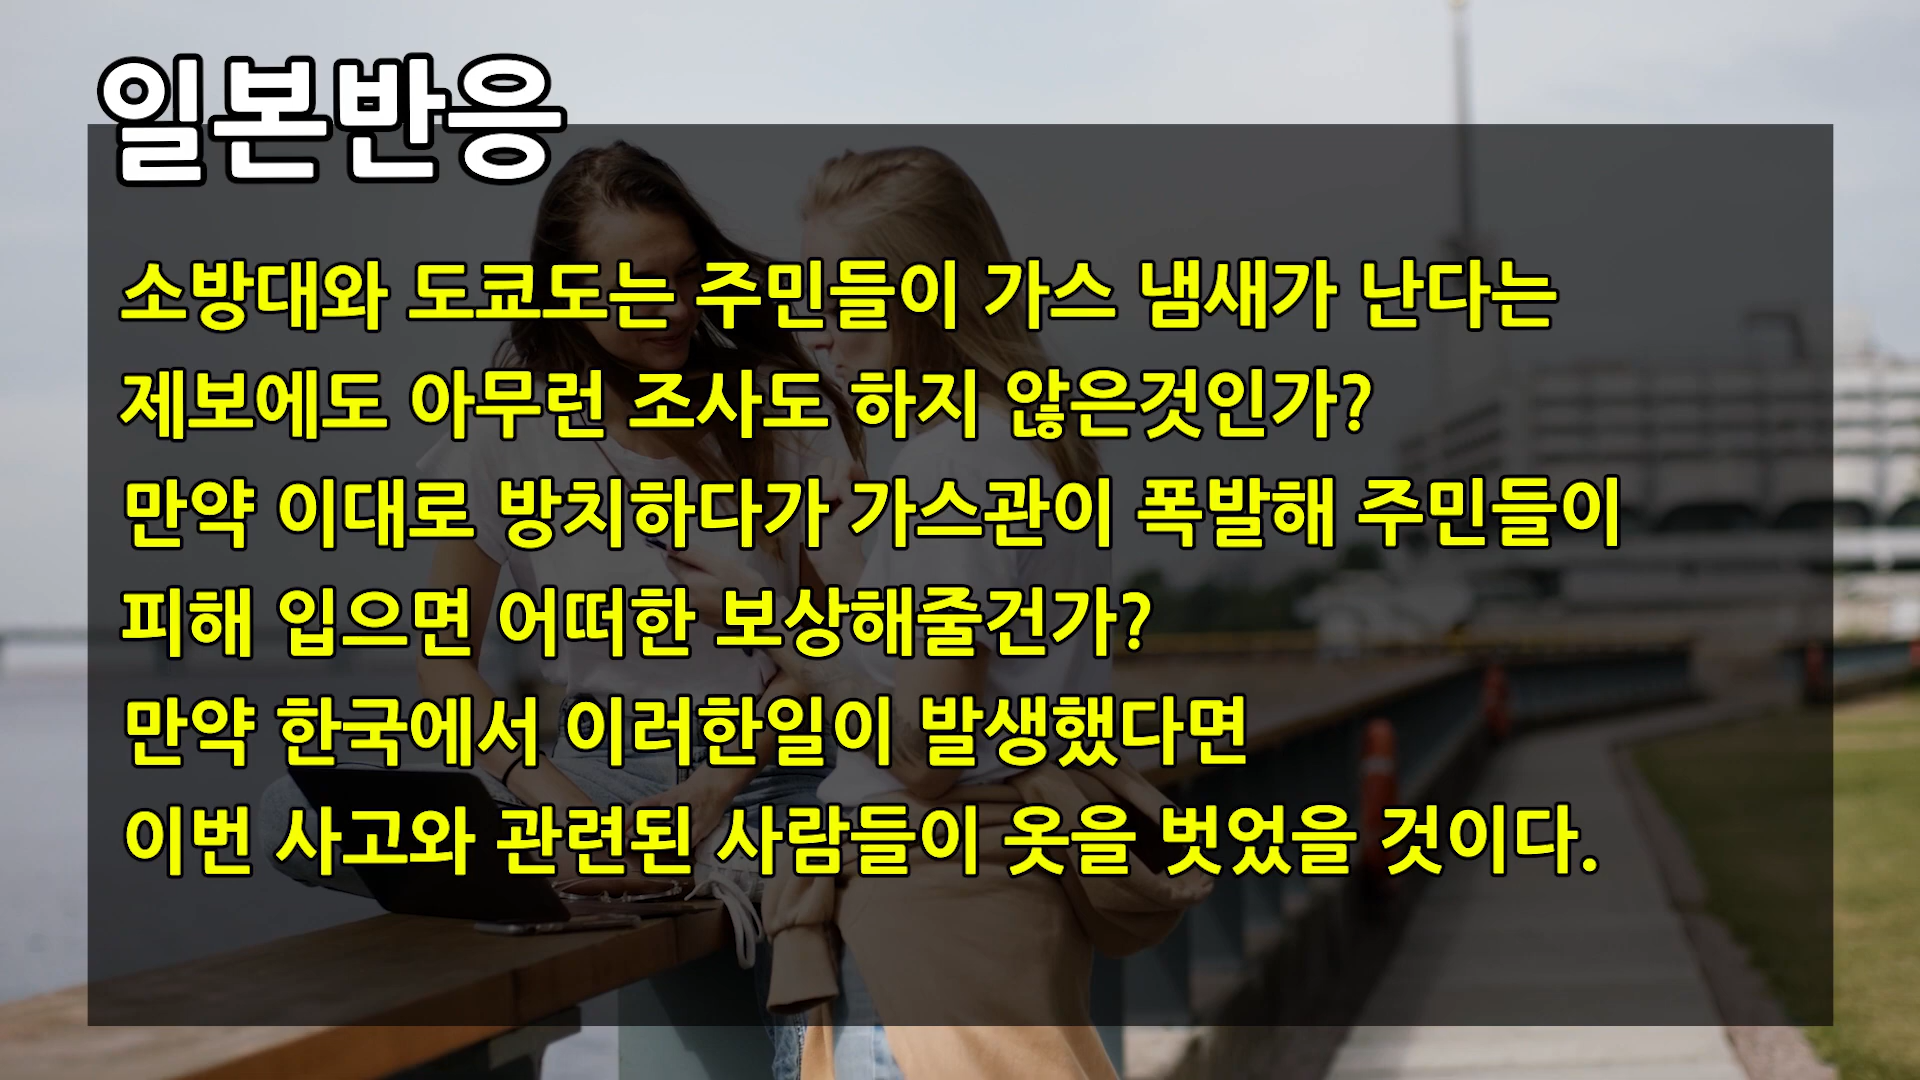 일본반응
소방대와 도쿄도는 주민들이 가스 냄새가 난다는
제보에도 아무런 조사도 하지 않은것인가?
만약 이대로 방치하다가 가스관이 폭발해 주민들이
피해 입으면 어떠한 보상해줄건가?
만약 한국에서 이러한일이 발생했다면
이번 사고와 관련된 사람들이 옷을 벗었을 것이다.